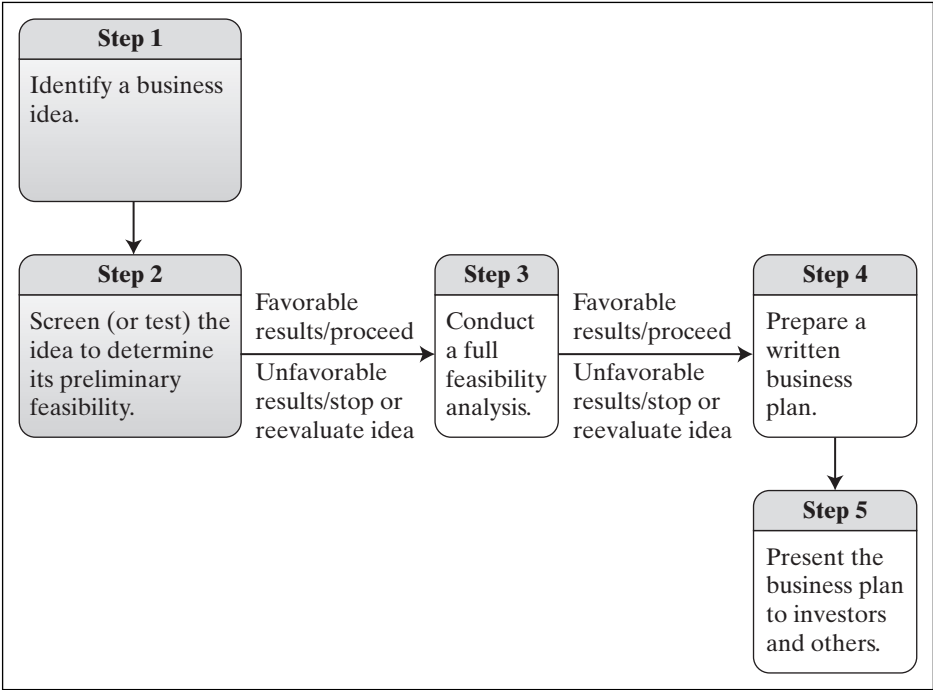 Step 1
Identify a business
idea.
Step 2
Screen (or test) the
idea to determine
its preliminary
feasibility.
Favorable
results/proceed
Unfavorable
results/stop or
reevaluate idea
Step 3
Conduct
a full
feasibility
analysis.
Favorable
results/proceed
Unfavorable
results/stop or
reevaluate idea
Step 4
Prepare a
written
business
plan.
Step 5
Present the
business plan
to investors
and others.